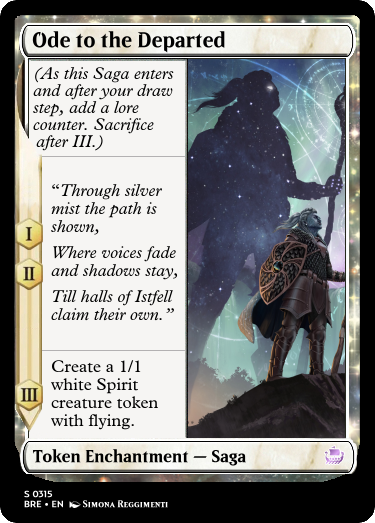 Ode to the Departed
(As this Saga enters
and after your draw
step, add a lore
counter. Sacrifice
after III.)
I
II
“Through silver
mist the path is
shown,
Where voices fade
and shadows stay,
Till halls of Istfell
claim their own.”
III
Create a 1/1
white Spirit
creature token
with flying.
Token Enchantment — Saga
S 0315
BRE • EN Simona Reggimenti